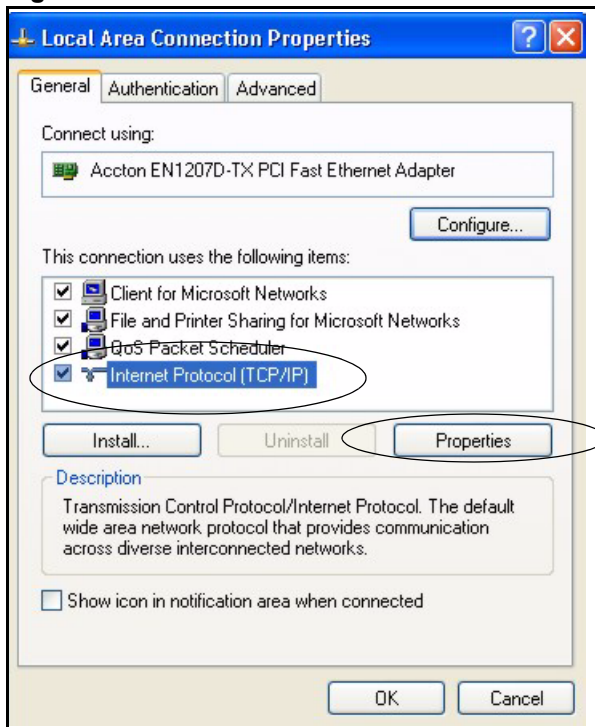 Local Area Connection Properties
General Authentication Advanced
Connect using:
Accton EN1207D-TX PCI Fast Ethernet Adapter
Configure...
This connection uses the following items:
Client for Microsoft Networks
File and Printer Sharing for Microsoft Networks
QoS Packet Scheduler
Internet Protocol (TCP/IP)
Install... Uninstall Properties
Description
Transmission Control Protocol/Internet Protocol. The default
wide area network protocol that provides communication
across diverse interconnected networks.
Show icon in notification area when connected
OK Cancel